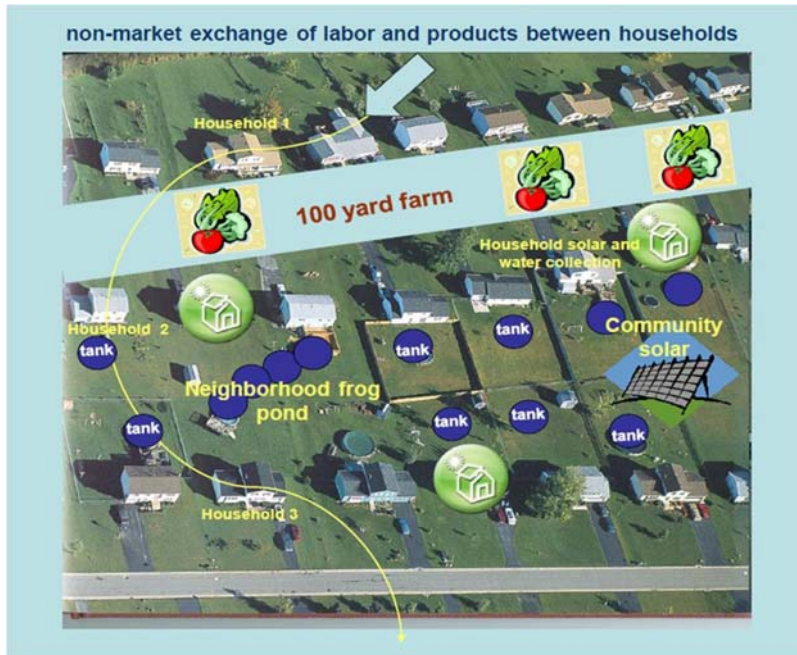 non-market exchange of labor and products between households
Household 1
100 yard farm
Household solar and
water collection
Household 2
Community
solar
tank
tank
Neighborhood frog
pond
tank
tank
tank
tank
tank
Household 3